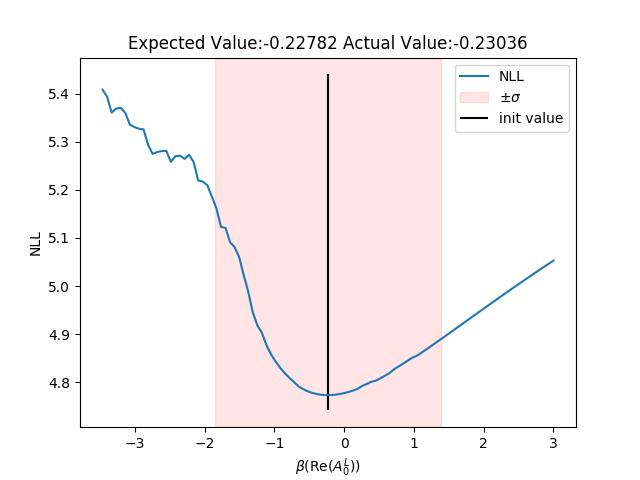 Expected Value:-0.22782 Actual Value:-0.23036
NLL
±σ
init value
NLL
5.4
5.3
5.2
5.1
5.0
4.9
4.8
−3 −2 −1 0 1 2 3
β(Re(A₀ᴸ))